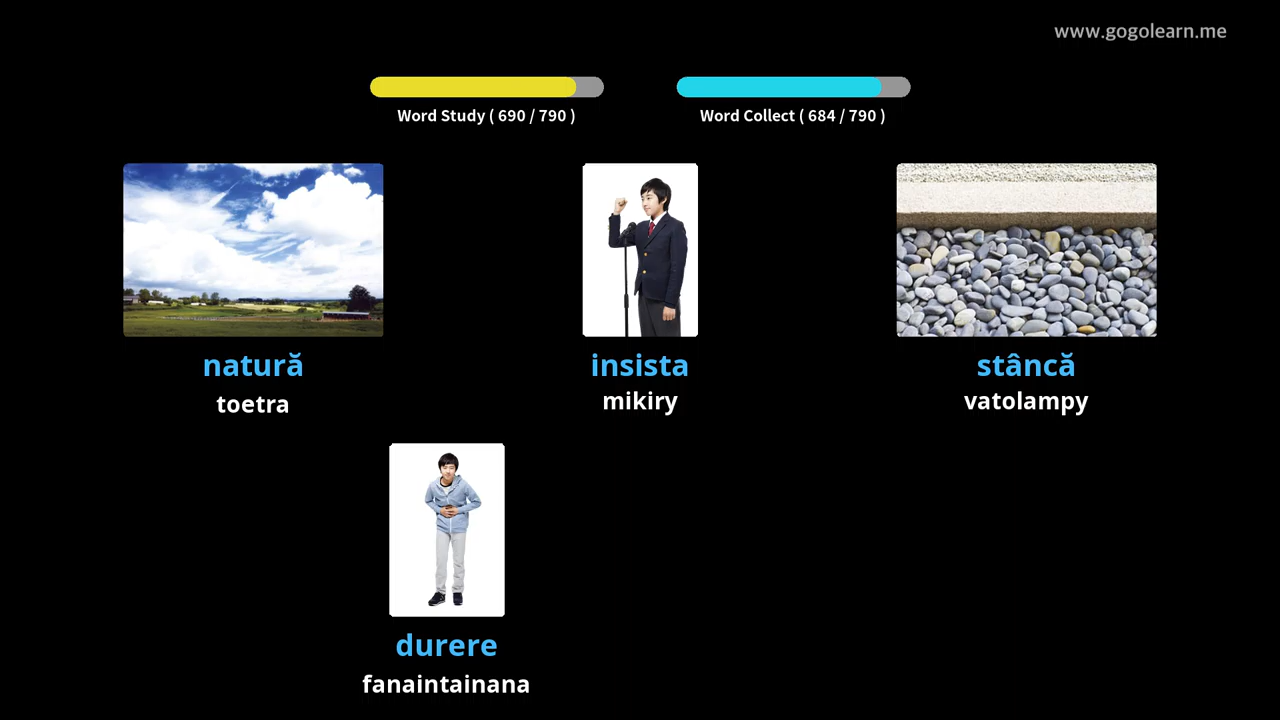 www.gogolearn.me
Word Study ( 690 / 790 )
Word Collect ( 684 / 790 )
natură
toetra
insista
mikiry
stâncă
vatolampy
durere
fanaintainana